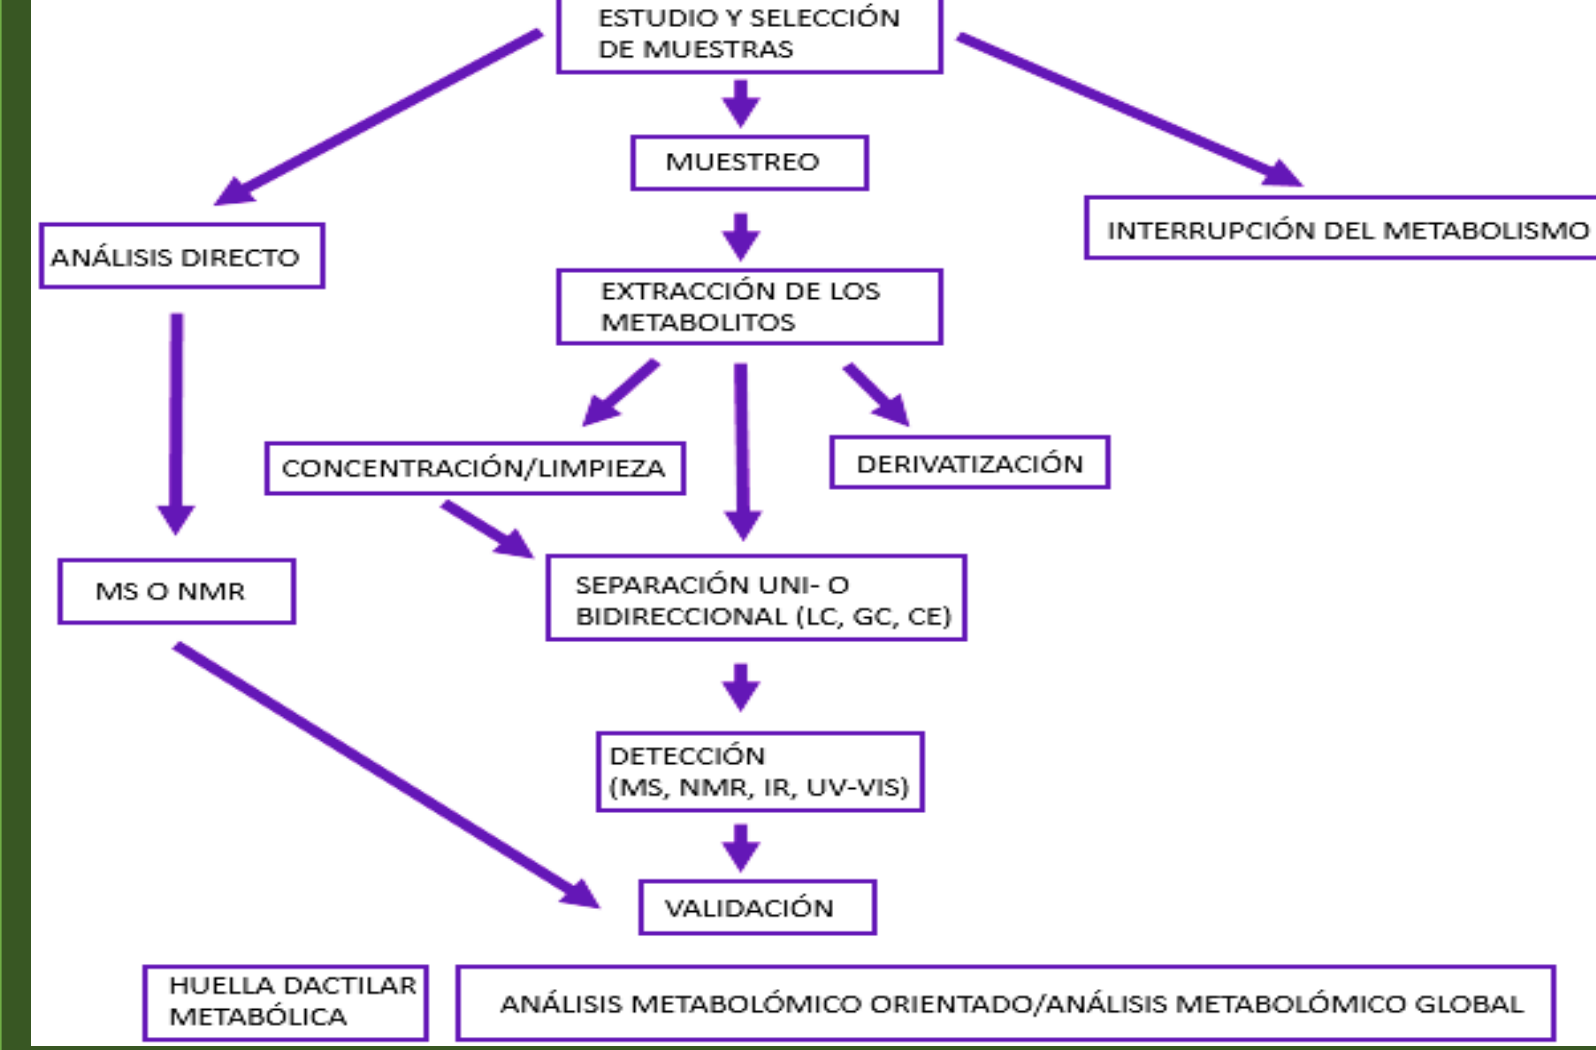 ESTUDIO Y SELECCIÓN
DE MUESTRAS
MUESTREO
INTERRUPCIÓN DEL METABOLISMO
ANÁLISIS DIRECTO
EXTRACCIÓN DE LOS
METABOLITOS
CONCENTRACIÓN/LIMPIEZA
DERIVATIZACIÓN
MS O NMR
SEPARACIÓN UNI- O
BIDIRECCIONAL (LC, GC, CE)
DETECCIÓN
(MS, NMR, IR, UV-VIS)
VALIDACIÓN
HUELLA DACTILAR
METABÓLICA
ANÁLISIS METABOLÓMICO ORIENTADO/ANÁLISIS METABOLÓMICO GLOBAL